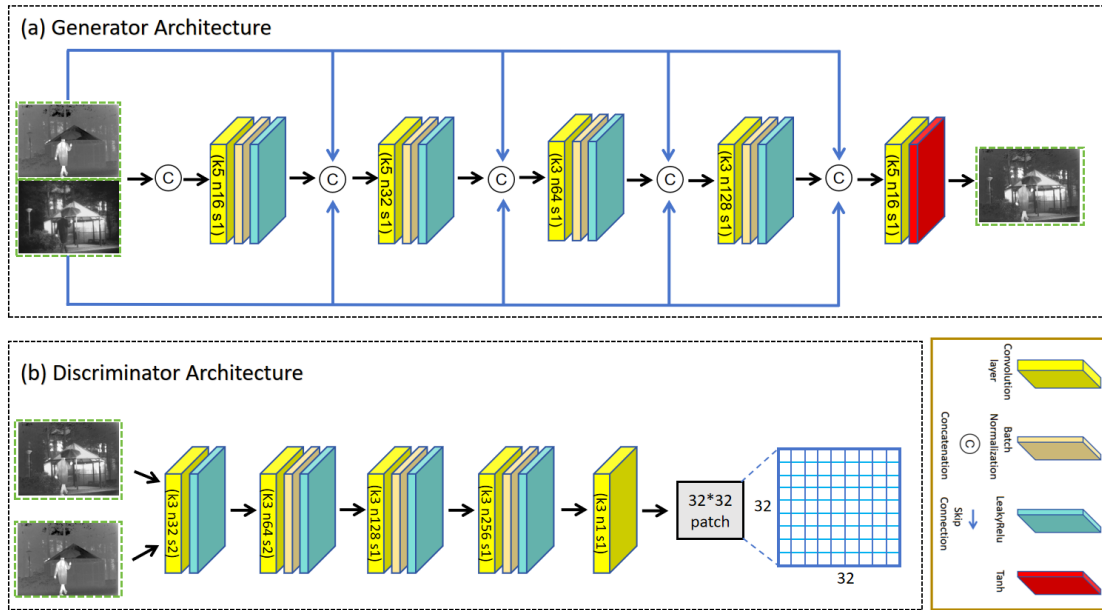 (a) Generator Architecture
C
(k5 n16 s1)
C
(k5 n32 s1)
C
(k3 n64 s1)
C
(k3 n128 s1)
C
(k5 n16 s1)
(b) Discriminator Architecture
(k3 n32 s2)
(k3 n64 s2)
(k3 n128 s1)
(k3 n256 s1)
(k3 n1 s1)
32*32
patch
32
32
Convolution
layer
Batch
Normalization
C
Concatenation
LeakyRelu
Skip
Connection
Tanh